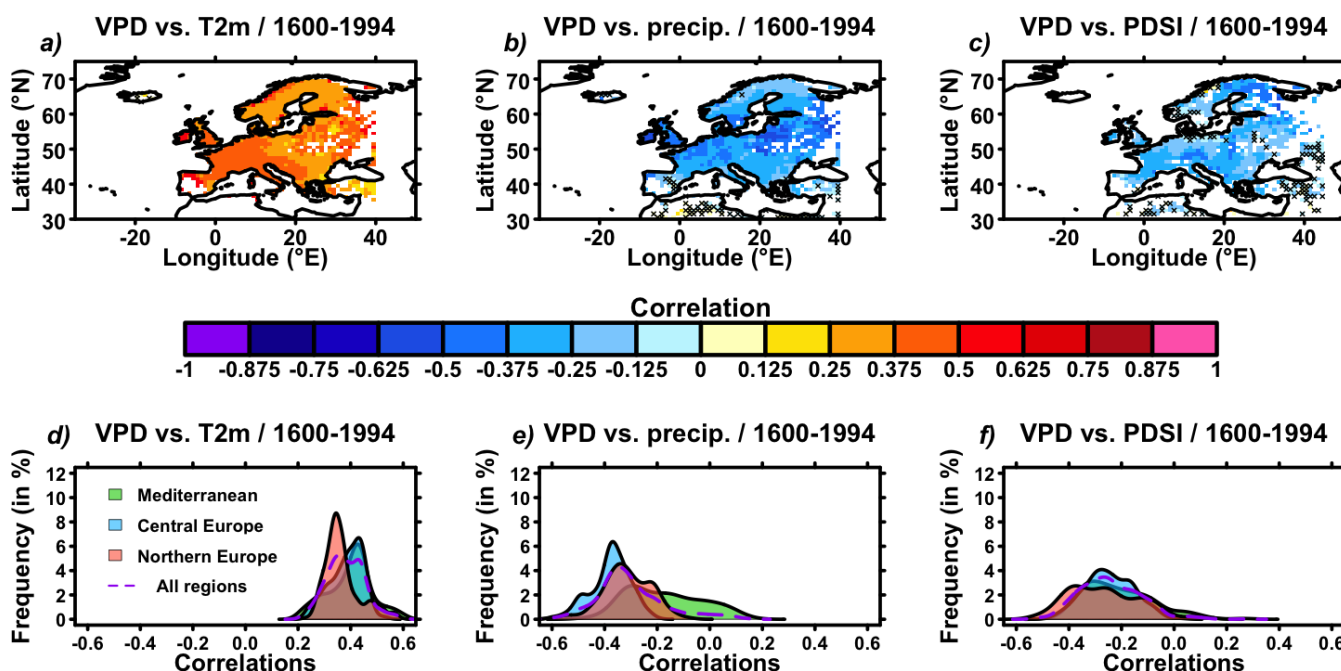 a) VPD vs. T2m / 1600-1994
b) VPD vs. precip. / 1600-1994
c) VPD vs. PDSI / 1600-1994
Latitude (°N)
70
60
50
40
30
-20 0 20 40
Longitude (°E)
Latitude (°N)
70
60
50
40
30
-20 0 20 40
Longitude (°E)
Latitude (°N)
70
60
50
40
30
-20 0 20 40
Longitude (°E)
Correlation
-1 -0.875 -0.75 -0.625 -0.5 -0.375 -0.25 -0.125 0 0.125 0.25 0.375 0.5 0.625 0.75 0.875 1
d) VPD vs. T2m / 1600-1994
e) VPD vs. precip. / 1600-1994
f) VPD vs. PDSI / 1600-1994
Frequency (in %)
12
10
8
6
4
2
0
Mediterranean
Central Europe
Northern Europe
All regions
-0.6 -0.4 -0.2 0.0 0.2 0.4 0.6
Correlations
Frequency (in %)
12
10
8
6
4
2
0
-0.6 -0.4 -0.2 0.0 0.2 0.4 0.6
Correlations
Frequency (in %)
12
10
8
6
4
2
0
-0.6 -0.4 -0.2 0.0 0.2 0.4 0.6
Correlations